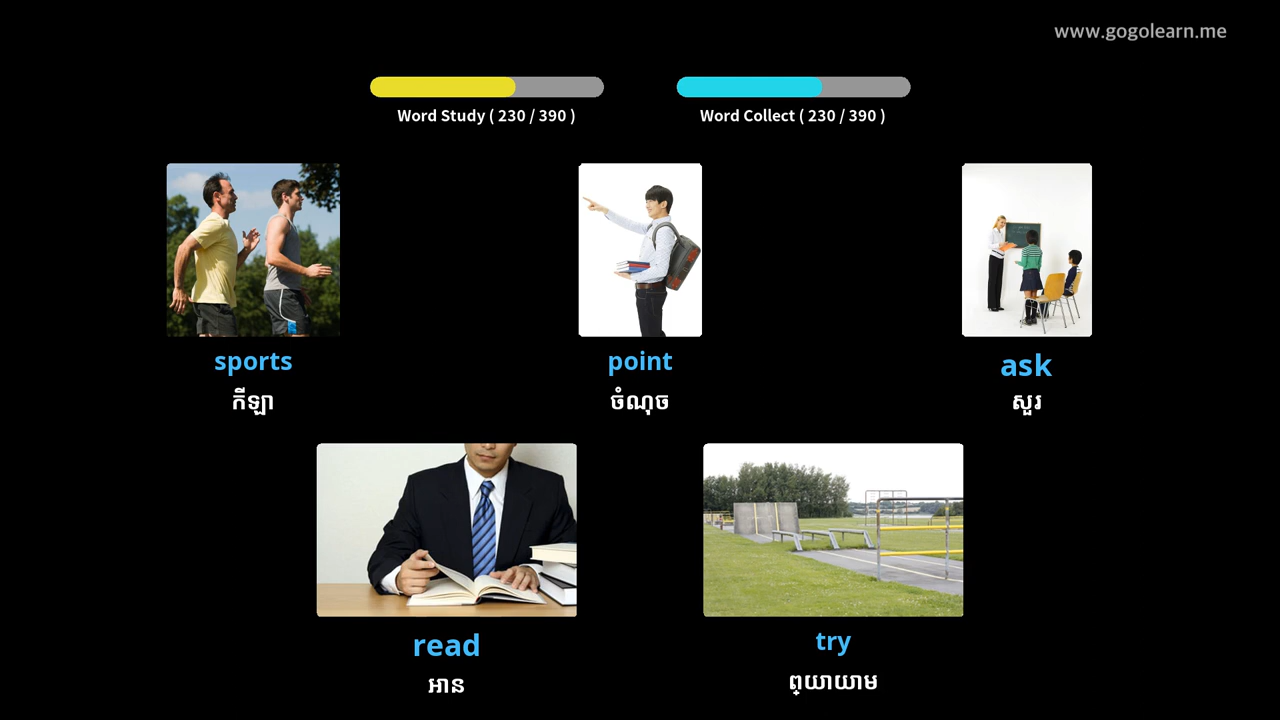 www.gogolearn.me
Word Study ( 230 / 390 )
Word Collect ( 230 / 390 )
sports
កីឡា
point
ចំណុច
ask
សួរ
read
អាន
try
ព្យាយាម